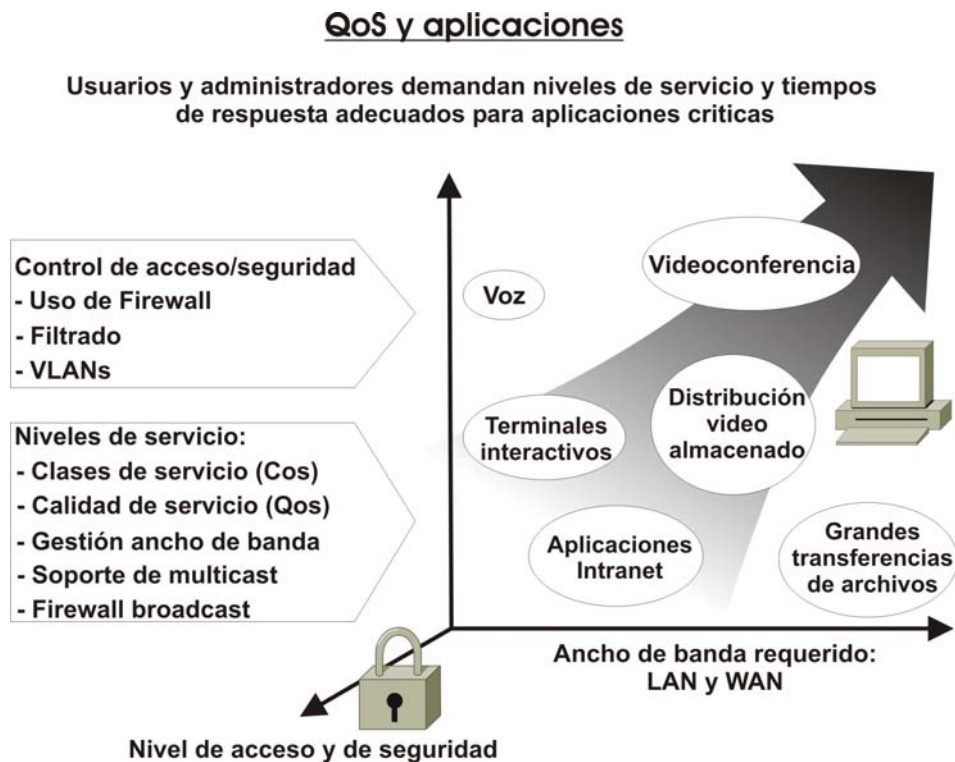 QoS y aplicaciones
Usuarios y administradores demandan niveles de servicio y tiempos
de respuesta adecuados para aplicaciones criticas
Control de acceso/seguridad
- Uso de Firewall
- Filtrado
- VLANs
Niveles de servicio:
- Clases de servicio (Cos)
- Calidad de servicio (Qos)
- Gestión ancho de banda
- Soporte de multicast
- Firewall broadcast
Voz
Videoconferencia
Terminales
interactivos
Distribución
video
almacenado
Aplicaciones
Intranet
Grandes
transferencias
de archivos
Ancho de banda requerido:
LAN y WAN
Nivel de acceso y de seguridad